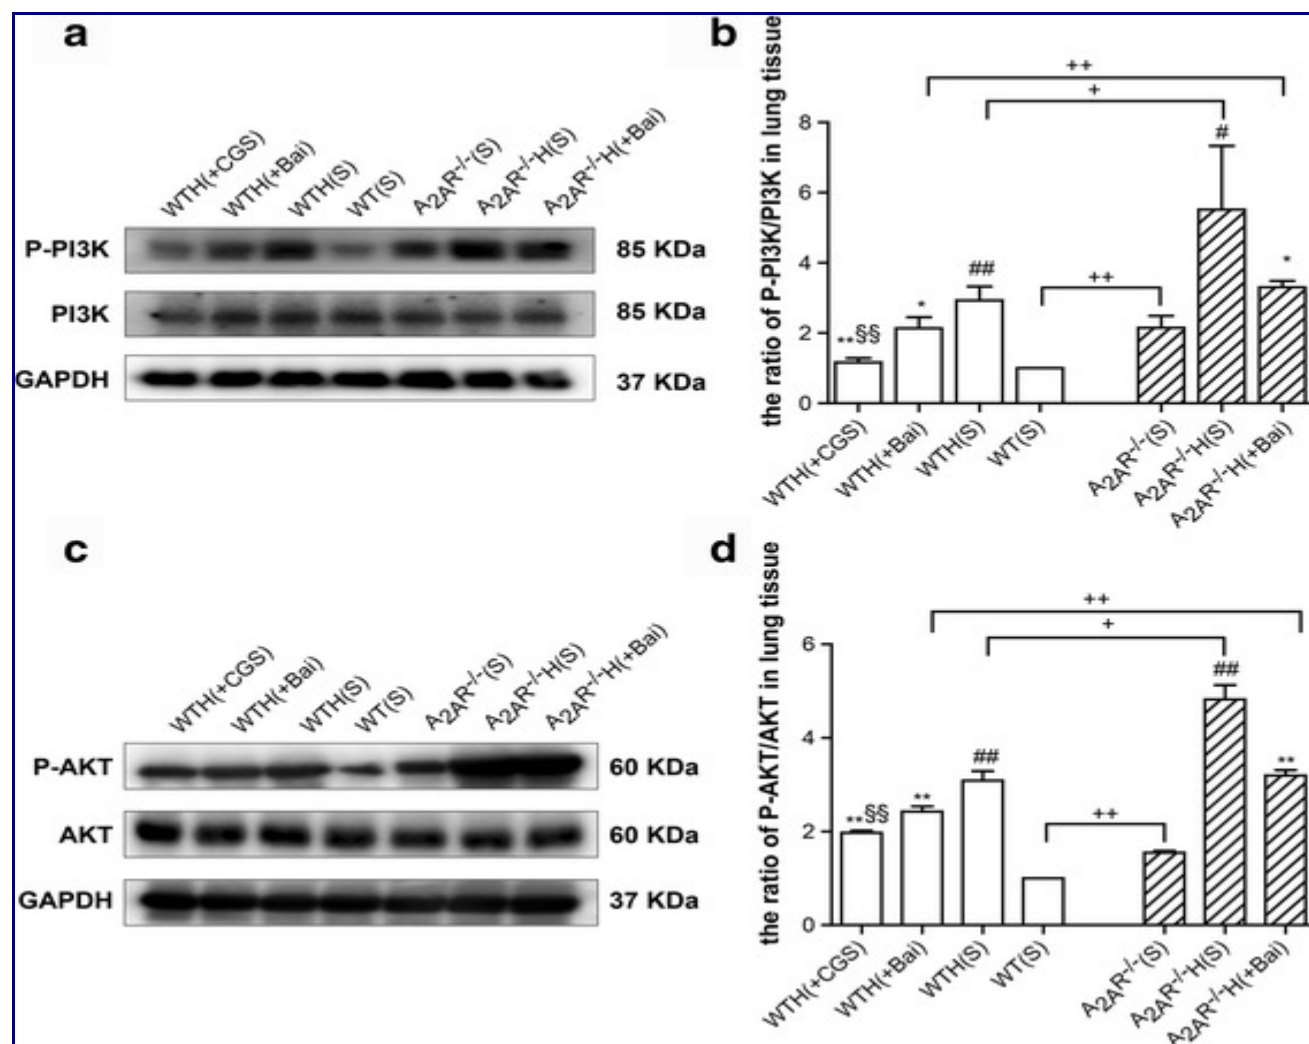 a
WTH(+CGS)
WTH(+Bai)
WTH(S)
WT(S)
A2AR-/-(S)
A2AR-/-H(S)
A2AR-/-H(+Bai)
P-PI3K
85 KDa
PI3K
85 KDa
GAPDH
37 KDa
b
the ratio of P-PI3K/PI3K in lung tissue
++
+
8
6
4
2
0
**§§
*
##
++
#
*
WTH(+CGS)
WTH(+Bai)
WTH(S)
WT(S)
A2AR-/-(S)
A2AR-/-H(S)
A2AR-/-H(+Bai)
c
WTH(+CGS)
WTH(+Bai)
WTH(S)
WT(S)
A2AR-/-(S)
A2AR-/-H(S)
A2AR-/-H(+Bai)
P-AKT
60 KDa
AKT
60 KDa
GAPDH
37 KDa
d
the ratio of P-AKT/AKT in lung tissue
++
+
6
4
2
0
**§§
**
##
++
##
**
WTH(+CGS)
WTH(+Bai)
WTH(S)
WT(S)
A2AR-/-(S)
A2AR-/-H(S)
A2AR-/-H(+Bai)